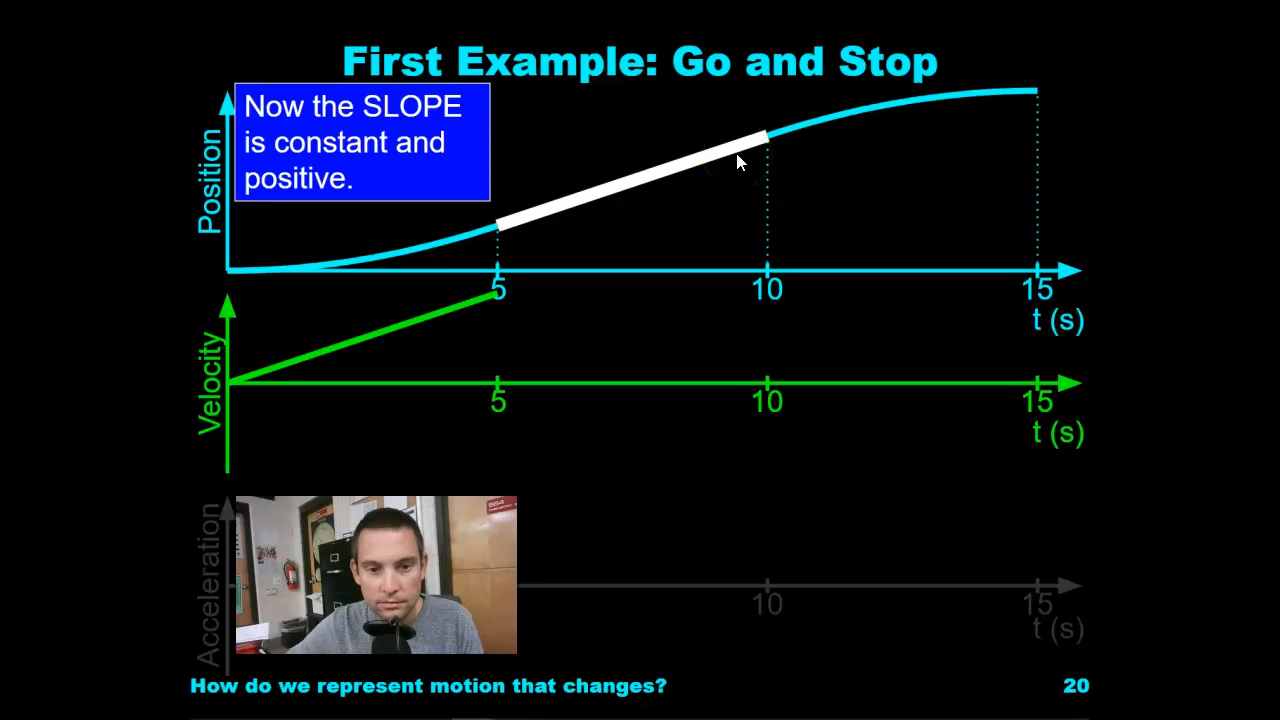 First Example: Go and Stop
Now the SLOPE
is constant and
positive.
Position
5
10
15
t (s)
Velocity
5
10
15
t (s)
Acceleration
10
15
t (s)
How do we represent motion that changes?
20